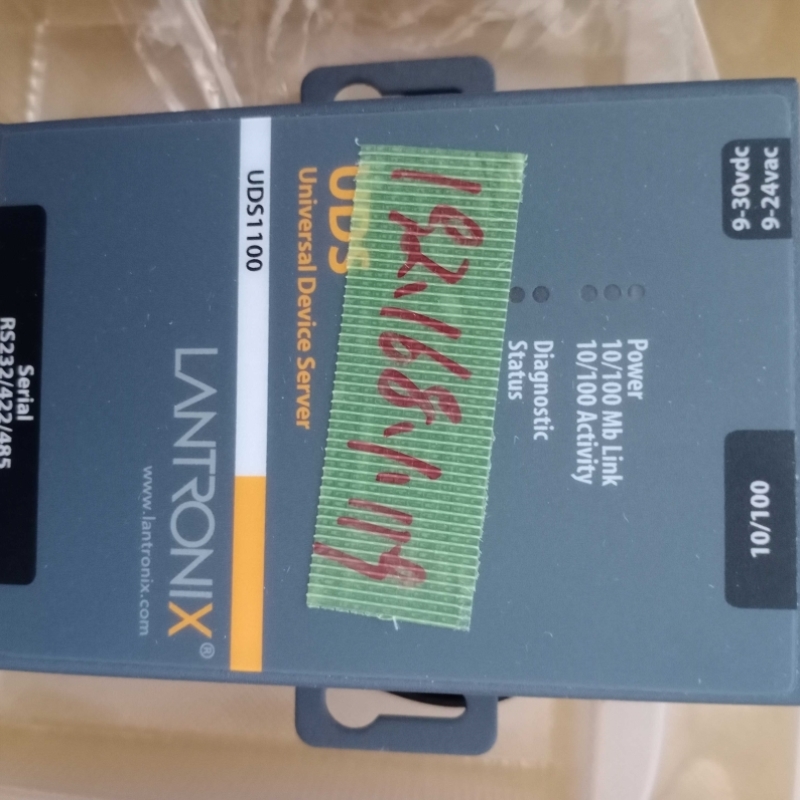 9-24vac
9-30vdc
10/100
Power
10/100 Mb Link
10/100 Activity
Diagnostic
Status
192.168.1.119
UDS
Universal Device Server
UDS1100
LANTRONIX®
www.lantronix.com
Serial
RS232/422/485